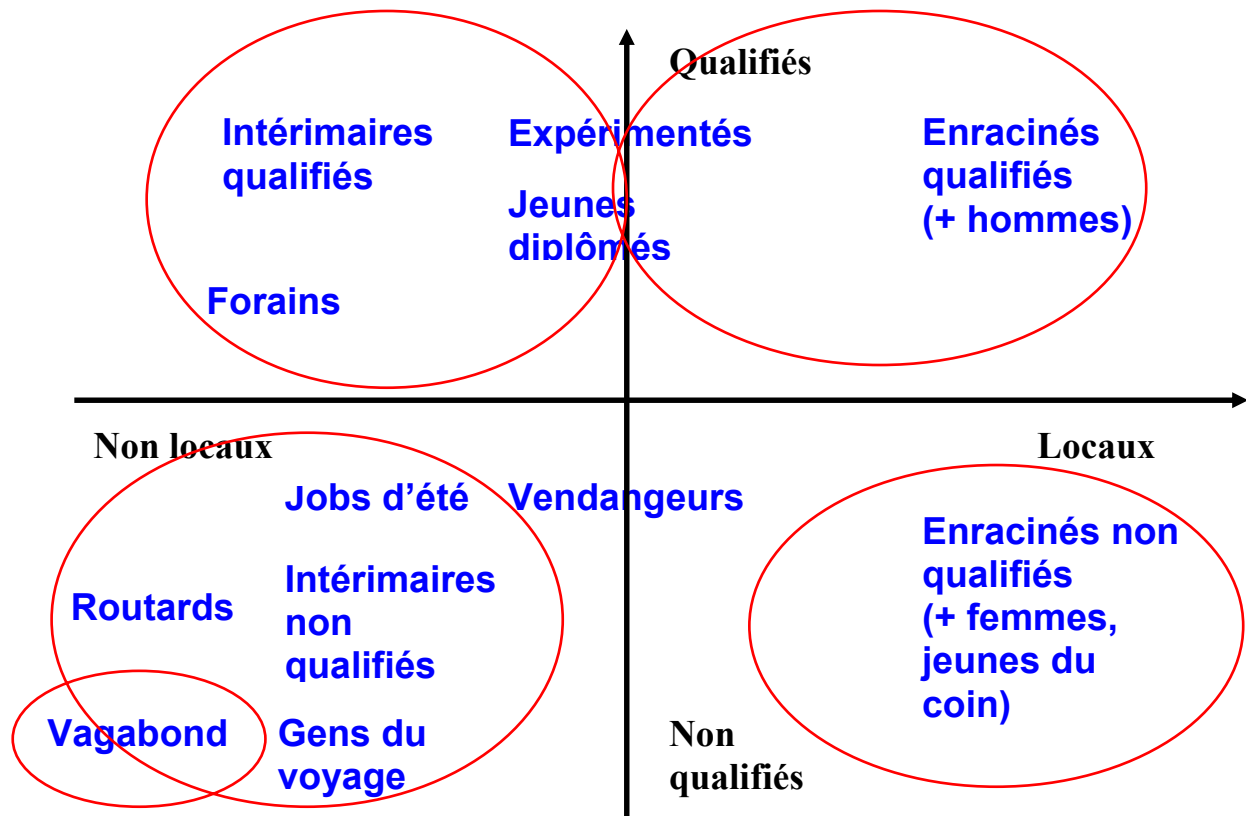 Qualifiés
Intérimaires
qualifiés
Expérimentés
Jeunes
diplômés
Enracinés
qualifiés
(+ hommes)
Forains
Non locaux
Locaux
Jobs d’été
Vendangeurs
Routards
Intérimaires
non
qualifiés
Enracinés non
qualifiés
(+ femmes,
jeunes du
coin)
Vagabond
Gens du
voyage
Non
qualifiés